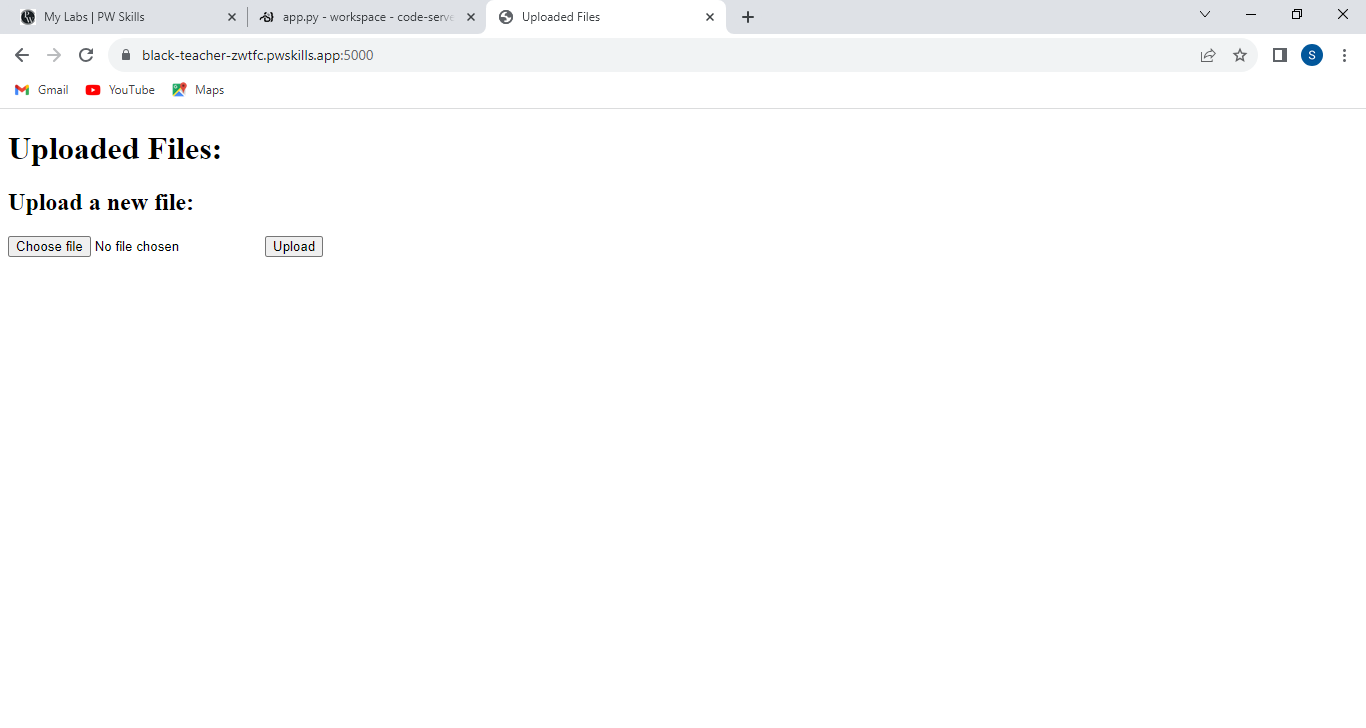 My Labs | PW Skills
app.py - workspace - code-serve
Uploaded Files
black-teacher-zwtfc.pwskills.app:5000
S
Gmail
YouTube
Maps
Uploaded Files:
Upload a new file:
Choose file No file chosen Upload